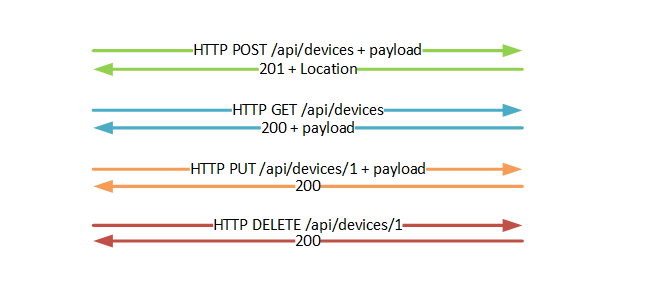 HTTP POST /api/devices + payload
201 + Location
HTTP GET /api/devices
200 + payload
HTTP PUT /api/devices/1 + payload
200
HTTP DELETE /api/devices/1
200